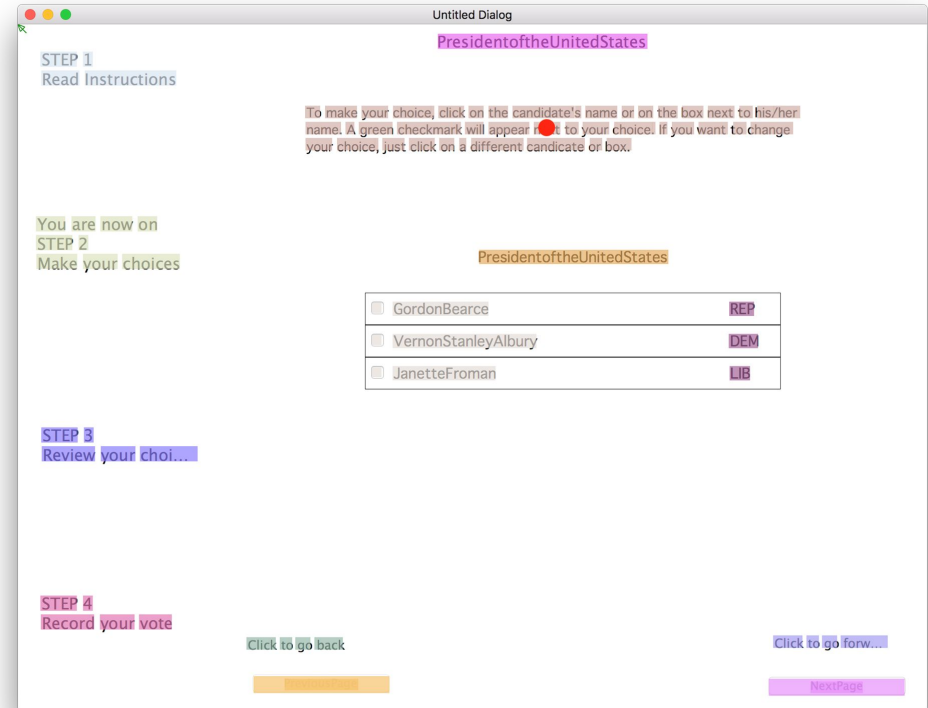 Untitled Dialog
PresidentoftheUnitedStates
STEP 1
Read Instructions
To make your choice, click on the candidate's name or on the box next to his/her
name. A green checkmark will appear to your choice. If you want to change
your choice, just click on a different candicate or box.
You are now on
STEP 2
Make your choices
PresidentoftheUnitedStates
GordonBearce REP
VernonStanleyAlbury DEM
JanetteFroman LIB
STEP 3
Review your choi...
STEP 4
Record your vote
Click to go back
Click to go forw...
NextPage